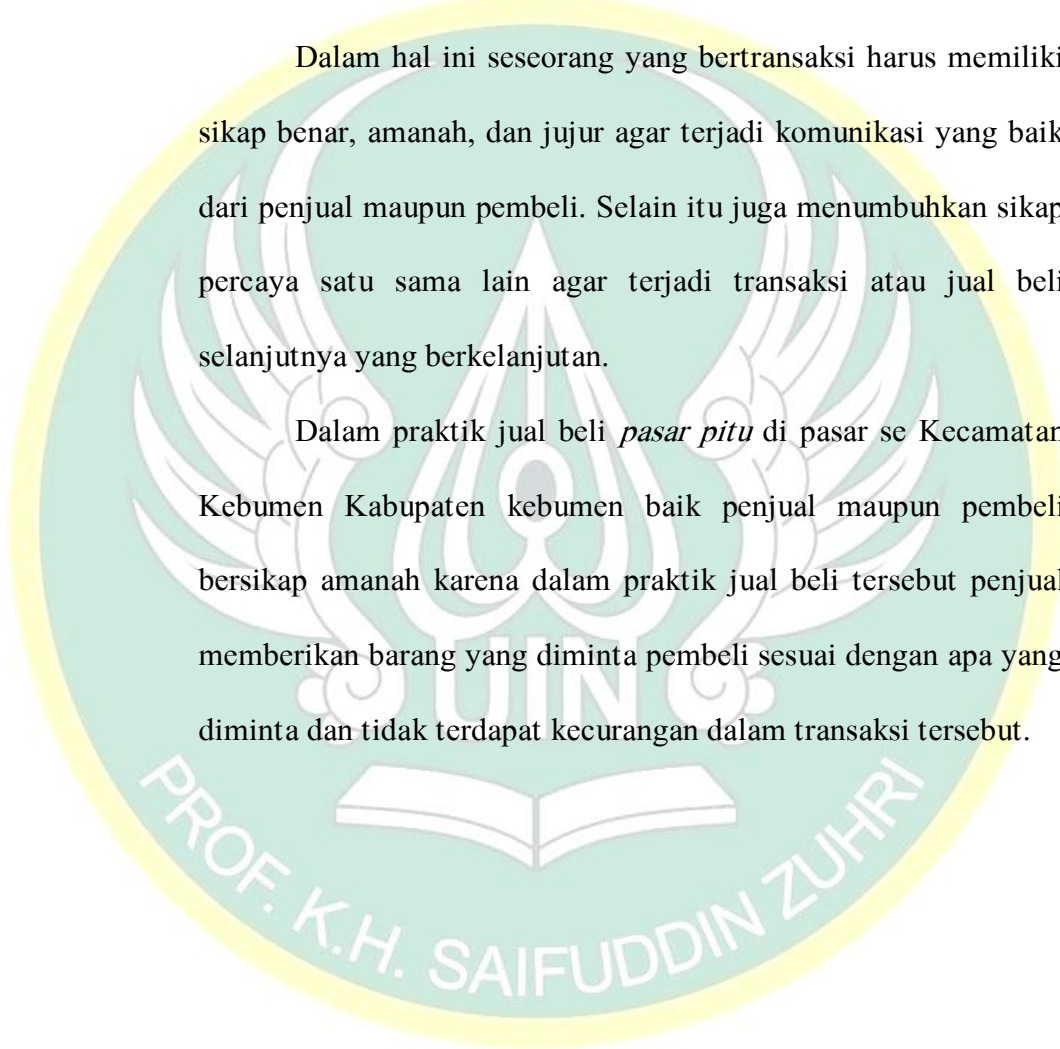 Dalam hal ini seseorang yang bertransaksi harus memiliki
sikap benar, amanah, dan jujur agar terjadi komunikasi yang baik
dari penjual maupun pembeli. Selain itu juga menumbuhkan sikap
percaya satu sama lain agar terjadi transaksi atau jual beli
selanjutnya yang berkelanjutan.
Dalam praktik jual beli pasar pitu di pasar se Kecamatan
Kebumen Kabupaten kebumen baik penjual maupun pembeli
bersikap amanah karena dalam praktik jual beli tersebut penjual
memberikan barang yang diminta pembeli sesuai dengan apa yang
diminta dan tidak terdapat kecurangan dalam transaksi tersebut.
UIN
PROF. K.H. SAIFUDDIN ZUHRI